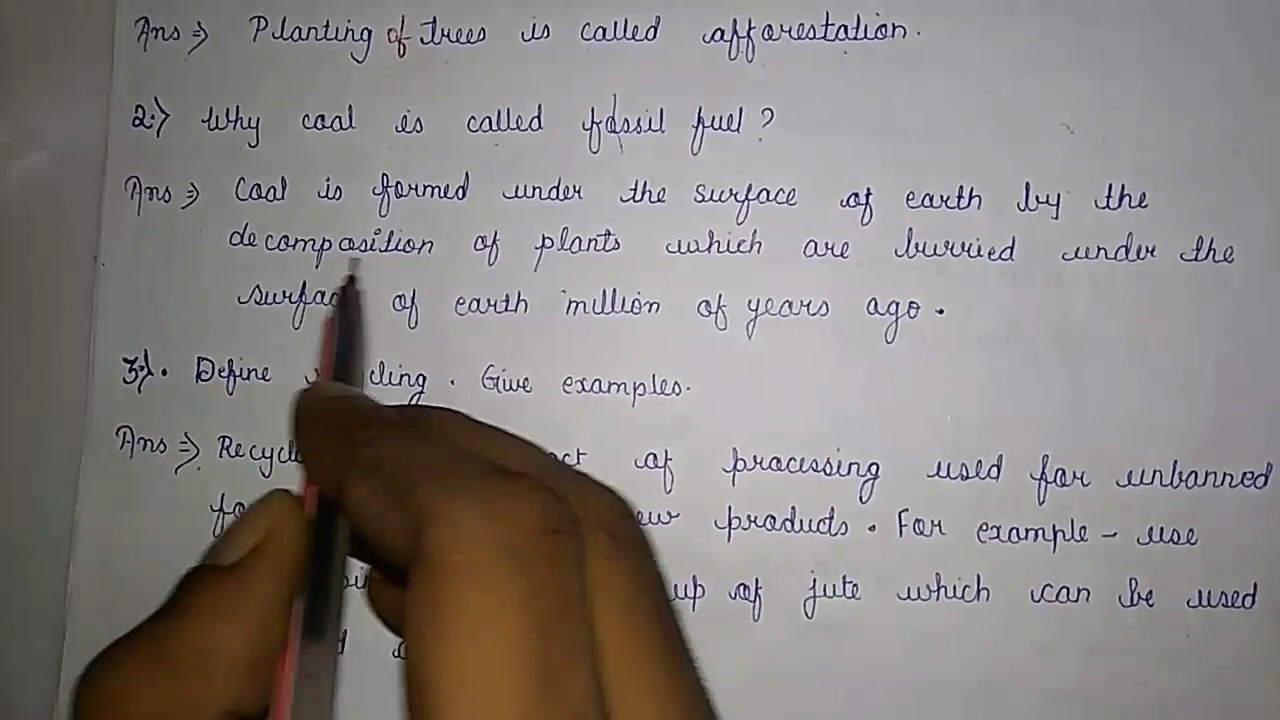 Ans ⇒ Planting of trees is called afforestation.
2.) Why coal is called fossil fuel?
Ans ⇒ Coal is formed under the surface of earth by the
decomposition of plants which are burried under the
of earth million of years ago.
3). Define Give examples.
Ans ⇒ of processing used for unbanned
products. For example - use
up of jute which can be used